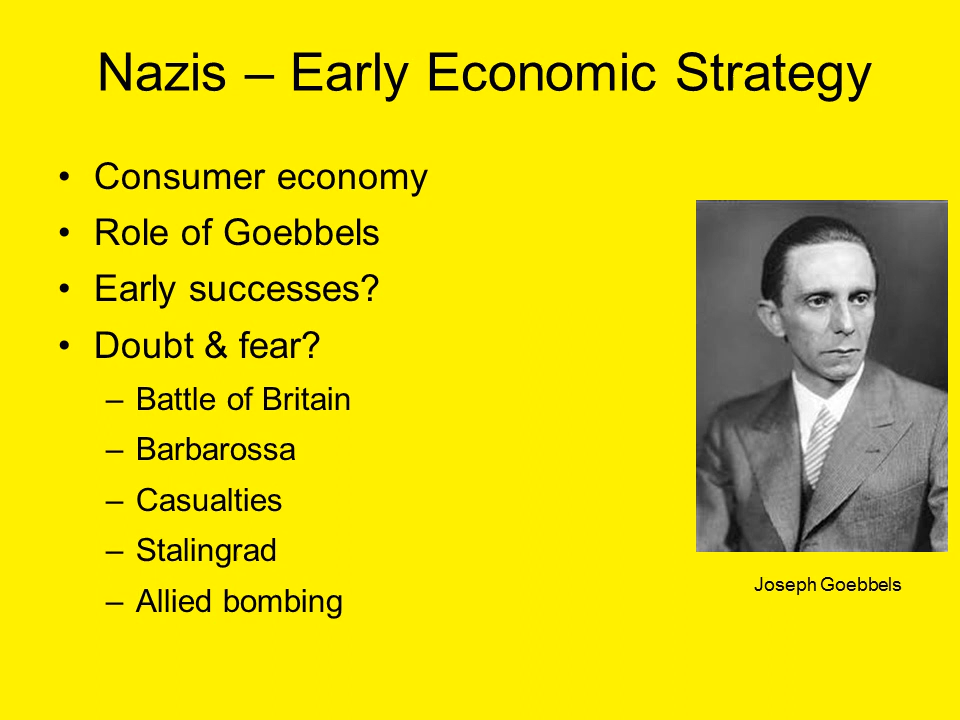 Nazis – Early Economic Strategy
• Consumer economy
• Role of Goebbels
• Early successes?
• Doubt & fear?
– Battle of Britain
– Barbarossa
– Casualties
– Stalingrad
– Allied bombing
Joseph Goebbels